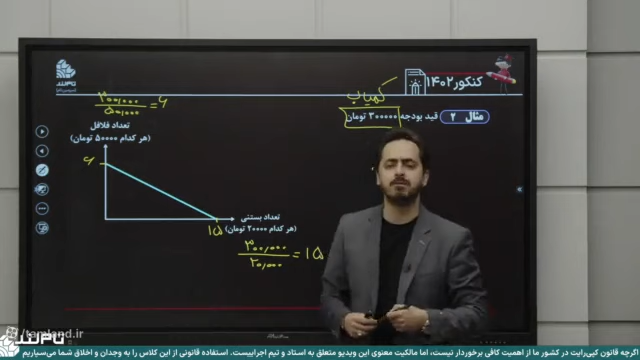 کنکور ۱۴۰۲
کمیاب
مثال ۲
قید بودجه ۳۰۰۰۰۰ تومان
۳۰۰,۰۰۰ / ۵۰,۰۰۰ = ۶
تعداد فلافل
(هر کدام ۵۰۰۰۰ تومان)
۶
۱۵
تعداد بستنی
(هر کدام ۲۰۰۰۰ تومان)
۳۰۰,۰۰۰ / ۲۰,۰۰۰ = ۱۵
tamland.ir
تاملند
گرچه قانون کپی‌رایت در کشور ما از اهمیت کافی برخوردار نیست، اما مالکیت معنوی این ویدیو متعلق به استاد و تیم اجراییست. استفاده قانونی از این کلاس را به وجدان و اخلاق شما می‌سپاریم